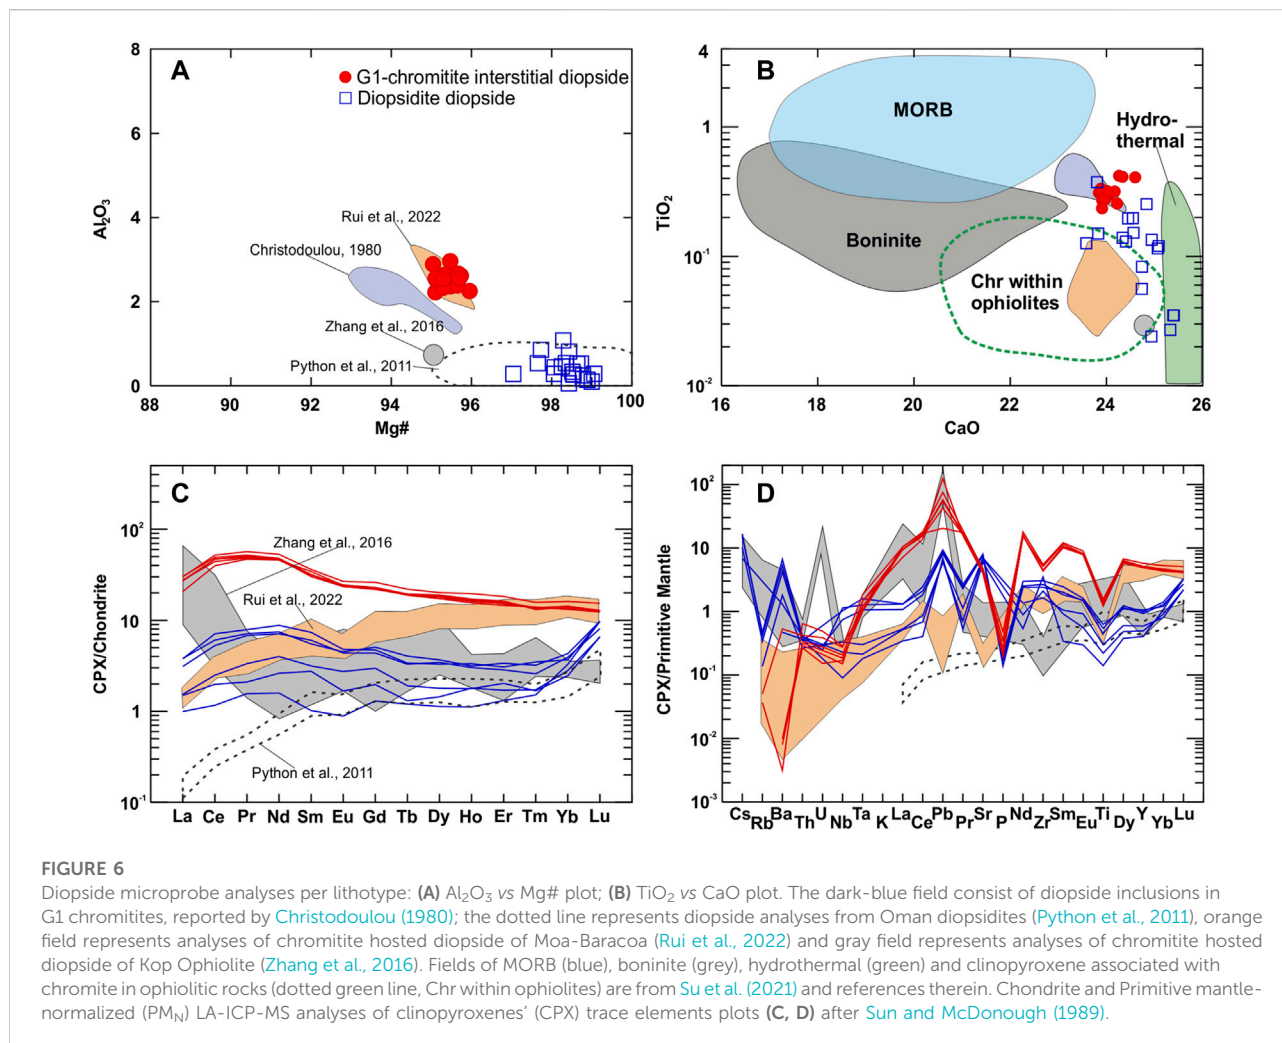 8
6
4
2
0
Al₂O₃
A
G1-chromitite interstitial diopside
Diopsidite diopside
Rui et al., 2022
Christodoulou, 1980
Zhang et al., 2016
Python et al., 2011
88 90 92 94 96 98 100
Mg#
4
1
10⁻¹
10⁻²
TiO₂
B
MORB
Hydro-
thermal
Boninite
Chr within
ophiolites
16 18 20 22 24 26
CaO
10²
10
1
10⁻¹
CPX/Chondrite
C
Zhang et al., 2016
Rui et al., 2022
Python et al., 2011
La Ce Pr Nd Sm Eu Gd Tb Dy Ho Er Tm Yb Lu
10²
10
1
10⁻¹
10⁻²
10⁻³
CPX/Primitive Mantle
D
Cs Rb Ba Th U Nb Ta K La Ce Pb Pr Sr P Nd Zr Sm Eu Ti Dy Y Yb Lu
FIGURE 6
Diopside microprobe analyses per lithotype: (A) Al₂O₃ vs Mg# plot; (B) TiO₂ vs CaO plot. The dark-blue field consist of diopside inclusions in
G1 chromitites, reported by Christodoulou (1980); the dotted line represents diopside analyses from Oman diopsidites (Python et al., 2011), orange
field represents analyses of chromitite hosted diopside of Moa-Baracoa (Rui et al., 2022) and gray field represents analyses of chromitite hosted
diopside of Kop Ophiolite (Zhang et al., 2016). Fields of MORB (blue), boninite (grey), hydrothermal (green) and clinopyroxene associated with
chromite in ophiolitic rocks (dotted green line, Chr within ophiolites) are from Su et al. (2021) and references therein. Chondrite and Primitive mantle-
normalized (PMN) LA-ICP-MS analyses of clinopyroxenes’ (CPX) trace elements plots (C, D) after Sun and McDonough (1989).